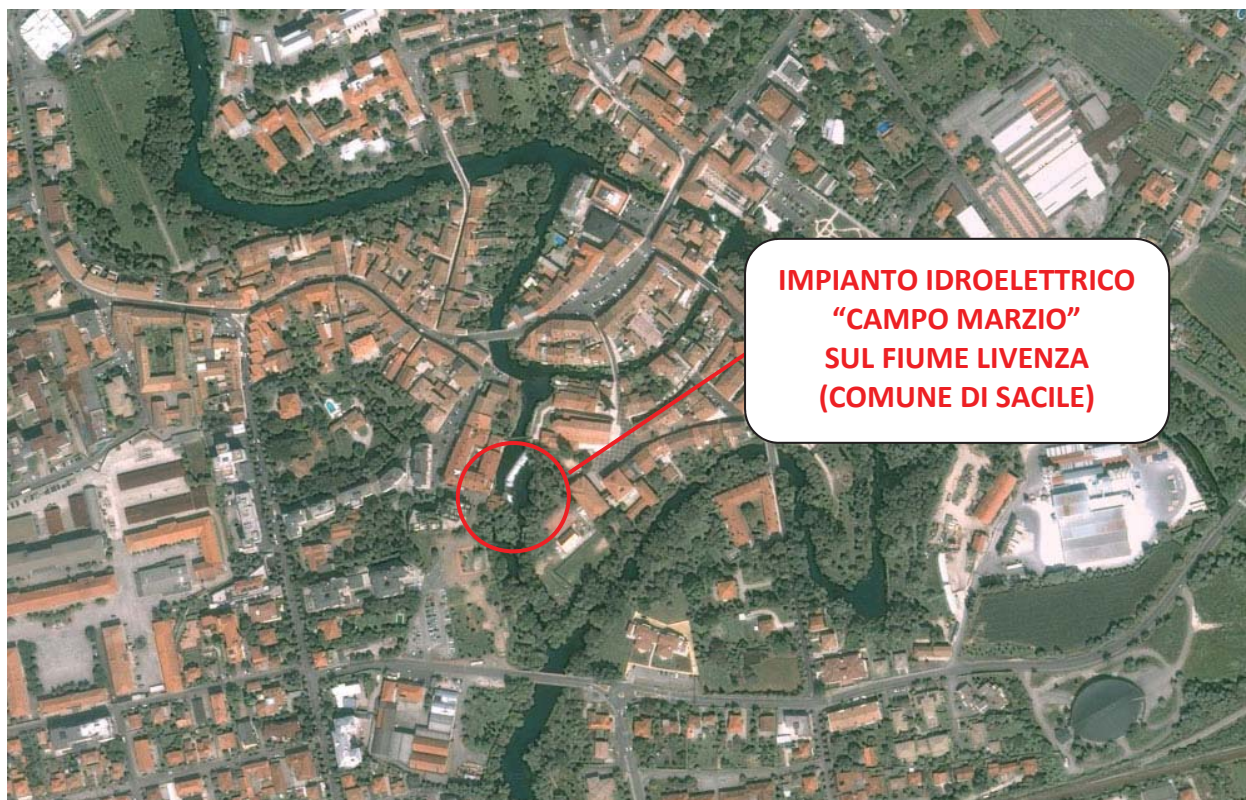 IMPIANTO IDROELETTRICO
“CAMPO MARZIO”
SUL FIUME LIVENZA
(COMUNE DI SACILE)